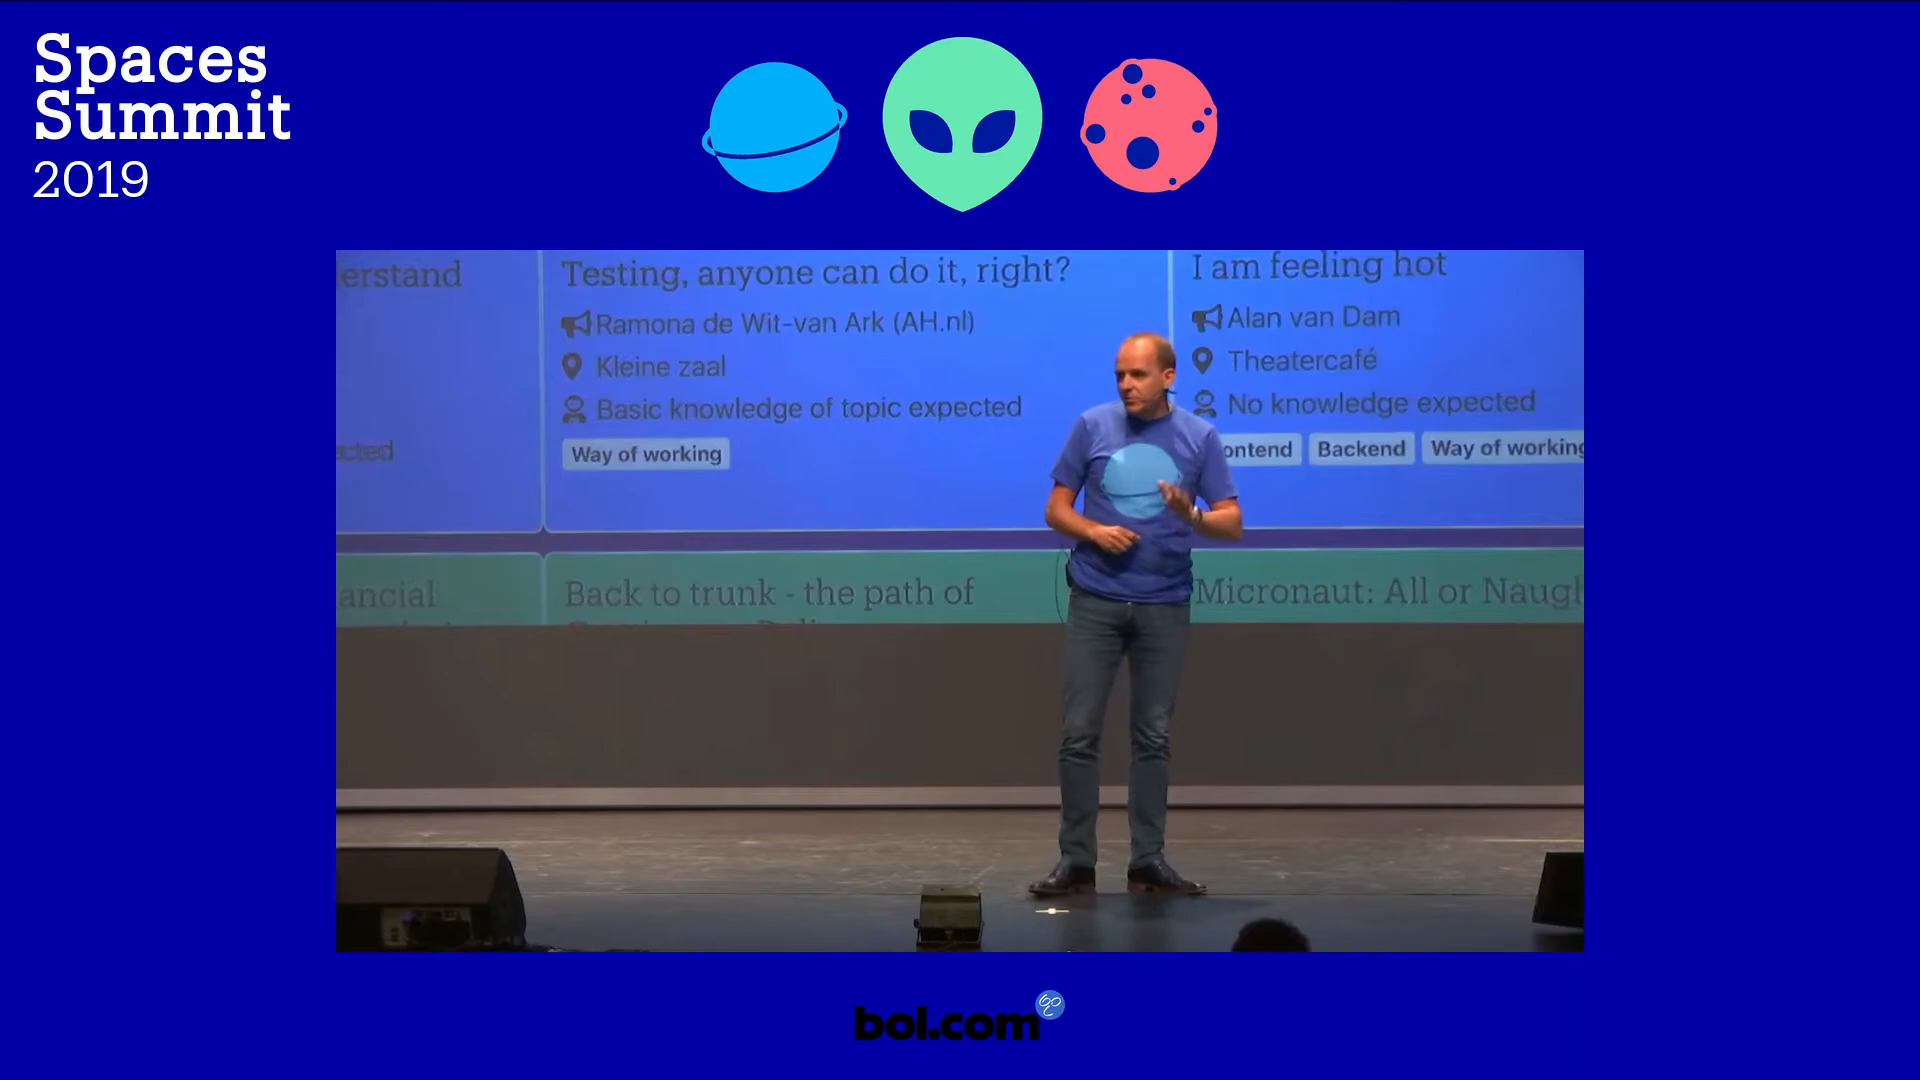 Spaces
Summit
2019
erstand
Testing, anyone can do it, right?
I am feeling hot
Ramona de Wit-van Ark (AH.nl)
Alan van Dam
Kleine zaal
Theatercafé
Basic knowledge of topic expected
No knowledge expected
ected
Way of working
ontend
Backend
Way of working
ancial
Back to trunk - the path of
Micronaut: All or Naugh
bol.com